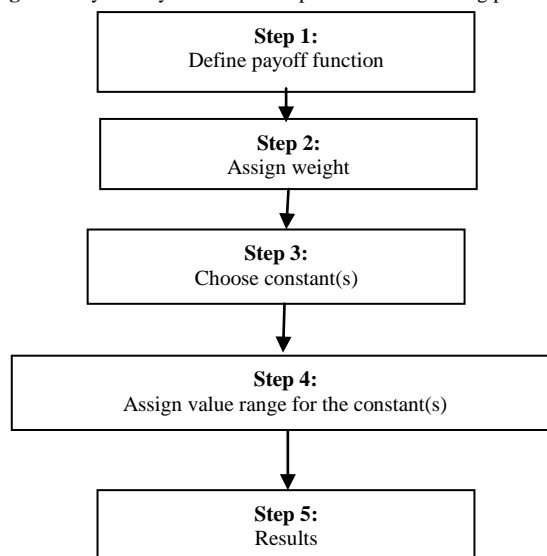 Step 1:
Define payoff function
Step 2:
Assign weight
Step 3:
Choose constant(s)
Step 4:
Assign value range for the constant(s)
Step 5:
Results